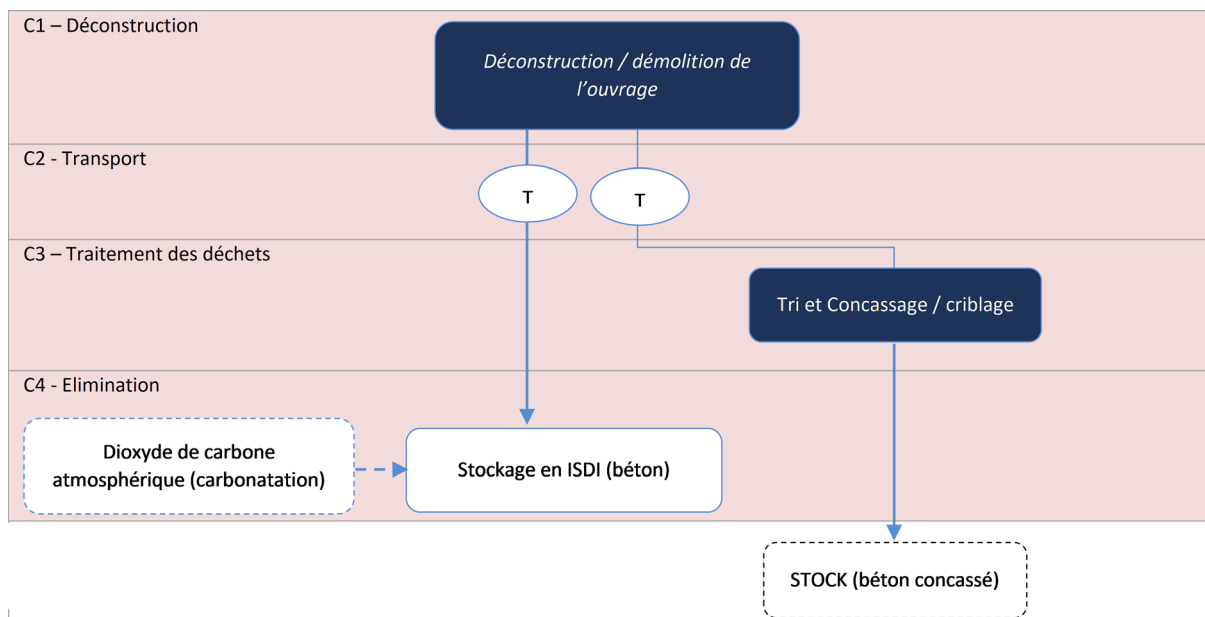 C1 – Déconstruction
Déconstruction / démolition de
l’ouvrage
C2 - Transport
T
T
C3 – Traitement des déchets
Tri et Concassage / criblage
C4 - Elimination
Dioxyde de carbone
atmosphérique (carbonatation)
Stockage en ISDI (béton)
STOCK (béton concassé)